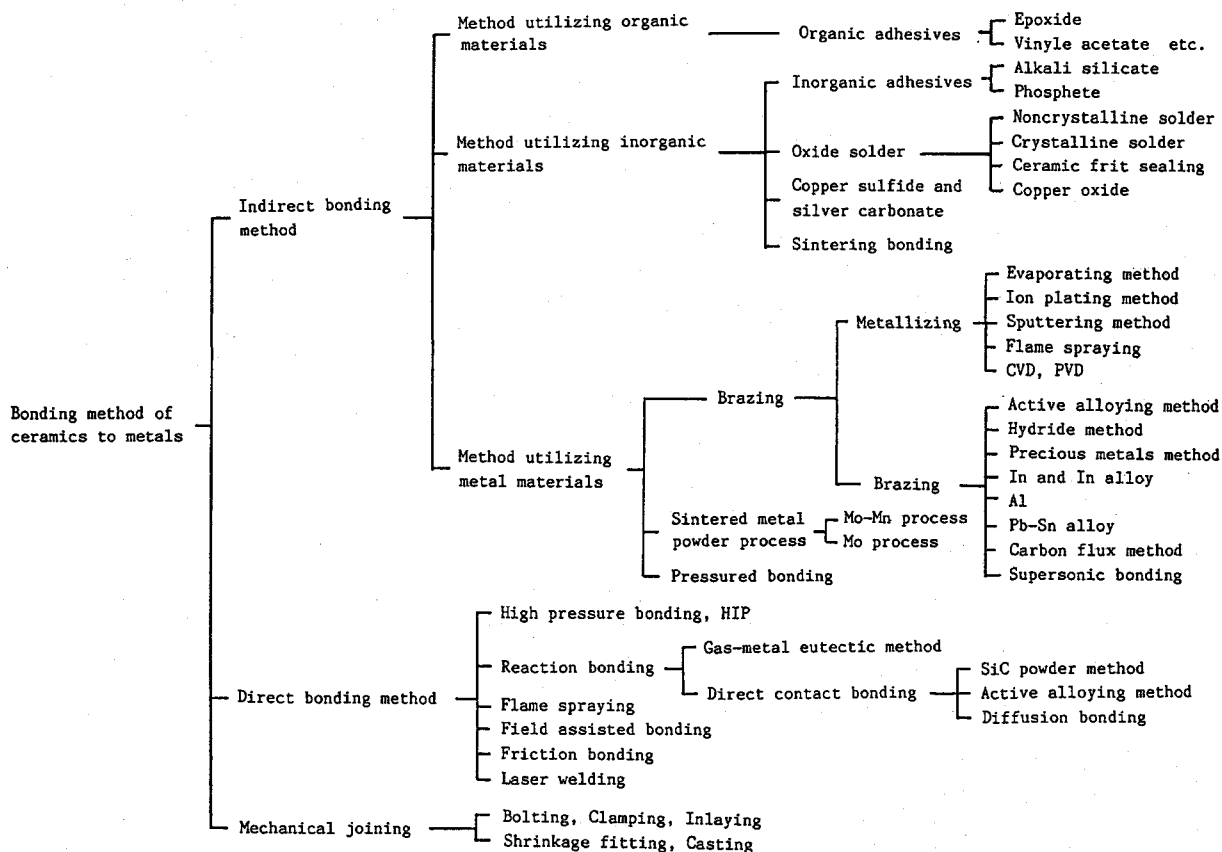 Bonding method of
ceramics to metals
Indirect bonding
method
Method utilizing organic
materials
Organic adhesives
Epoxide
Vinyle acetate etc.
Method utilizing inorganic
materials
Inorganic adhesives
Alkali silicate
Phosphete
Oxide solder
Noncrystalline solder
Crystalline solder
Ceramic frit sealing
Copper oxide
Copper sulfide and
silver carbonate
Sintering bonding
Method utilizing
metal materials
Brazing
Metallizing
Evaporating method
Ion plating method
Sputtering method
Flame spraying
CVD, PVD
Brazing
Active alloying method
Hydride method
Precious metals method
In and In alloy
Al
Pb-Sn alloy
Carbon flux method
Supersonic bonding
Sintered metal
powder process
Mo-Mn process
Mo process
Pressured bonding
Direct bonding method
High pressure bonding, HIP
Reaction bonding
Gas-metal eutectic method
Direct contact bonding
SiC powder method
Active alloying method
Diffusion bonding
Flame spraying
Field assisted bonding
Friction bonding
Laser welding
Mechanical joining
Bolting, Clamping, Inlaying
Shrinkage fitting, Casting